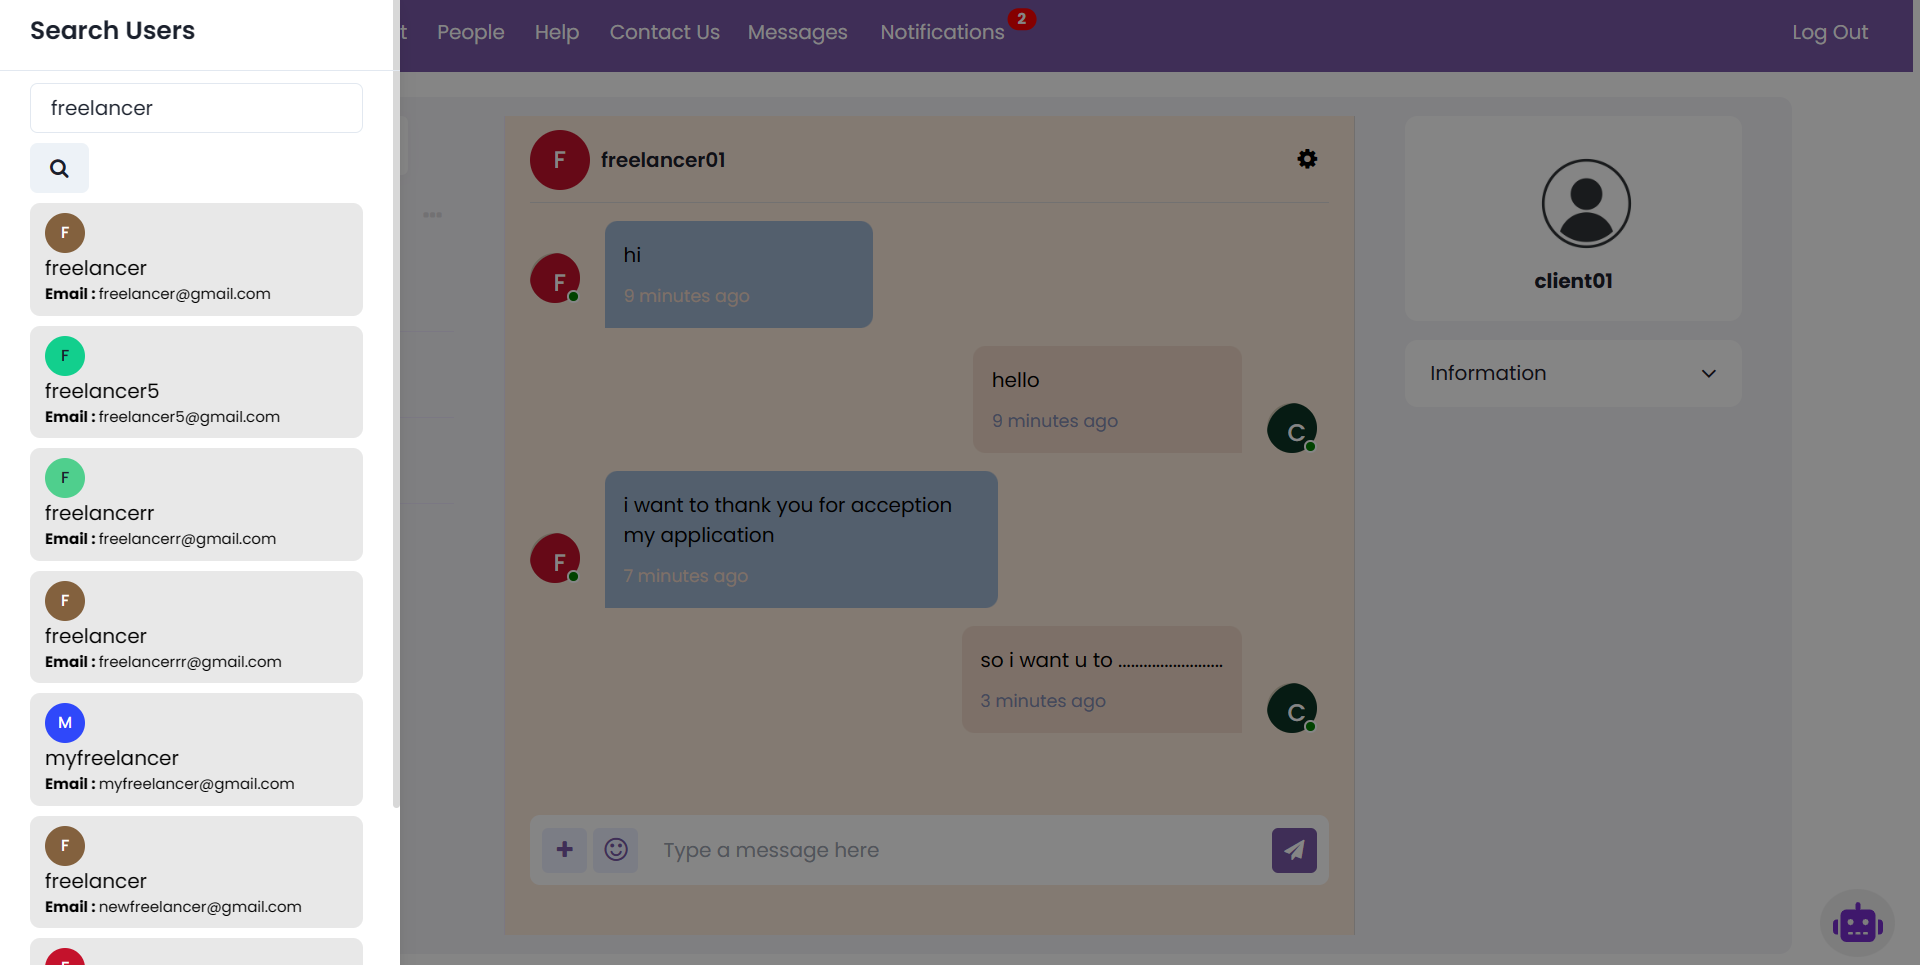 Search Users
freelancer
F
freelancer
Email : freelancer@gmail.com
F
freelancer5
Email : freelancer5@gmail.com
F
freelancerr
Email : freelancerr@gmail.com
F
freelancer
Email : freelancerrr@gmail.com
M
myfreelancer
Email : myfreelancer@gmail.com
F
freelancer
Email : newfreelancer@gmail.com
t People Help Contact Us Messages Notifications 2 Log Out
F freelancer01
hi
F
9 minutes ago
hello
9 minutes ago
C
i want to thank you for acception
my application
F
7 minutes ago
so i want u to .........................
3 minutes ago
C
Type a message here
client01
Information